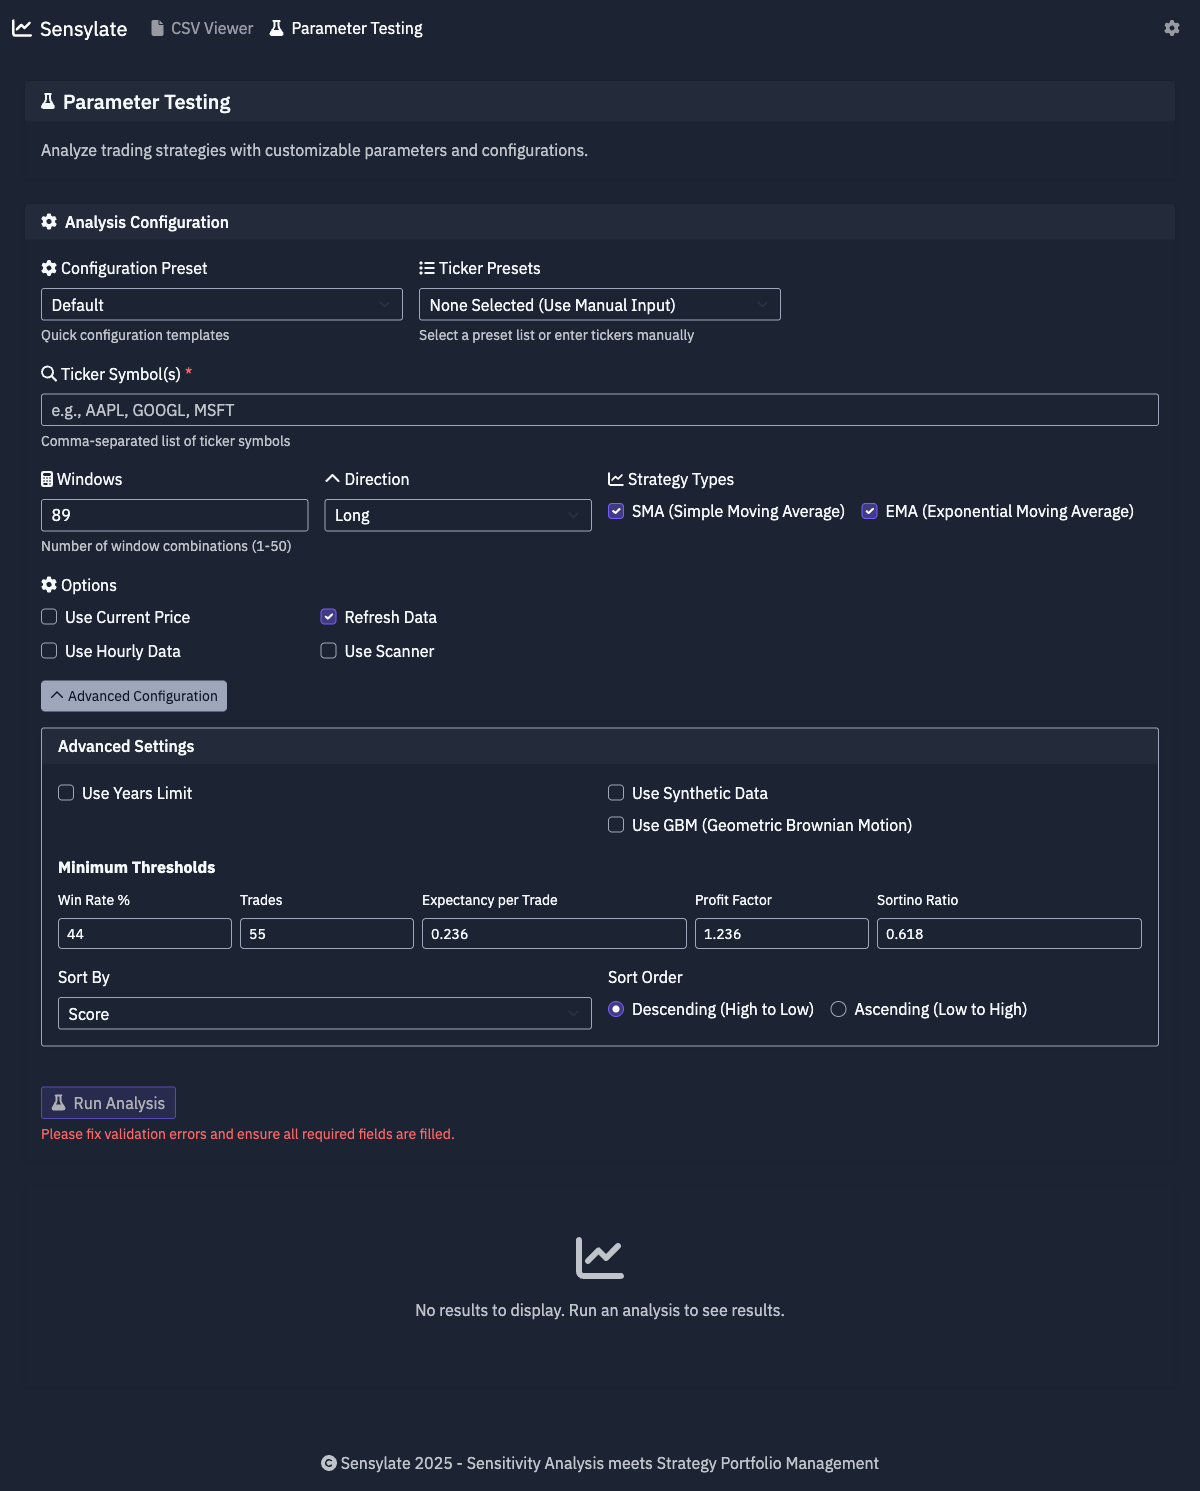 Sensylate CSV Viewer Parameter Testing
Parameter Testing
Analyze trading strategies with customizable parameters and configurations.
Analysis Configuration
Configuration Preset Ticker Presets
Default None Selected (Use Manual Input)
Quick configuration templates Select a preset list or enter tickers manually
Ticker Symbol(s) *
e.g., AAPL, GOOGL, MSFT
Comma-separated list of ticker symbols
Windows Direction Strategy Types
89 Long SMA (Simple Moving Average) EMA (Exponential Moving Average)
Number of window combinations (1-50)
Options
Use Current Price Refresh Data
Use Hourly Data Use Scanner
Advanced Configuration
Advanced Settings
Use Years Limit Use Synthetic Data
Use GBM (Geometric Brownian Motion)
Minimum Thresholds
Win Rate % Trades Expectancy per Trade Profit Factor Sortino Ratio
44 55 0.236 1.236 0.618
Sort By Sort Order
Score Descending (High to Low) Ascending (Low to High)
Run Analysis
Please fix validation errors and ensure all required fields are filled.
No results to display. Run an analysis to see results.
© Sensylate 2025 - Sensitivity Analysis meets Strategy Portfolio Management